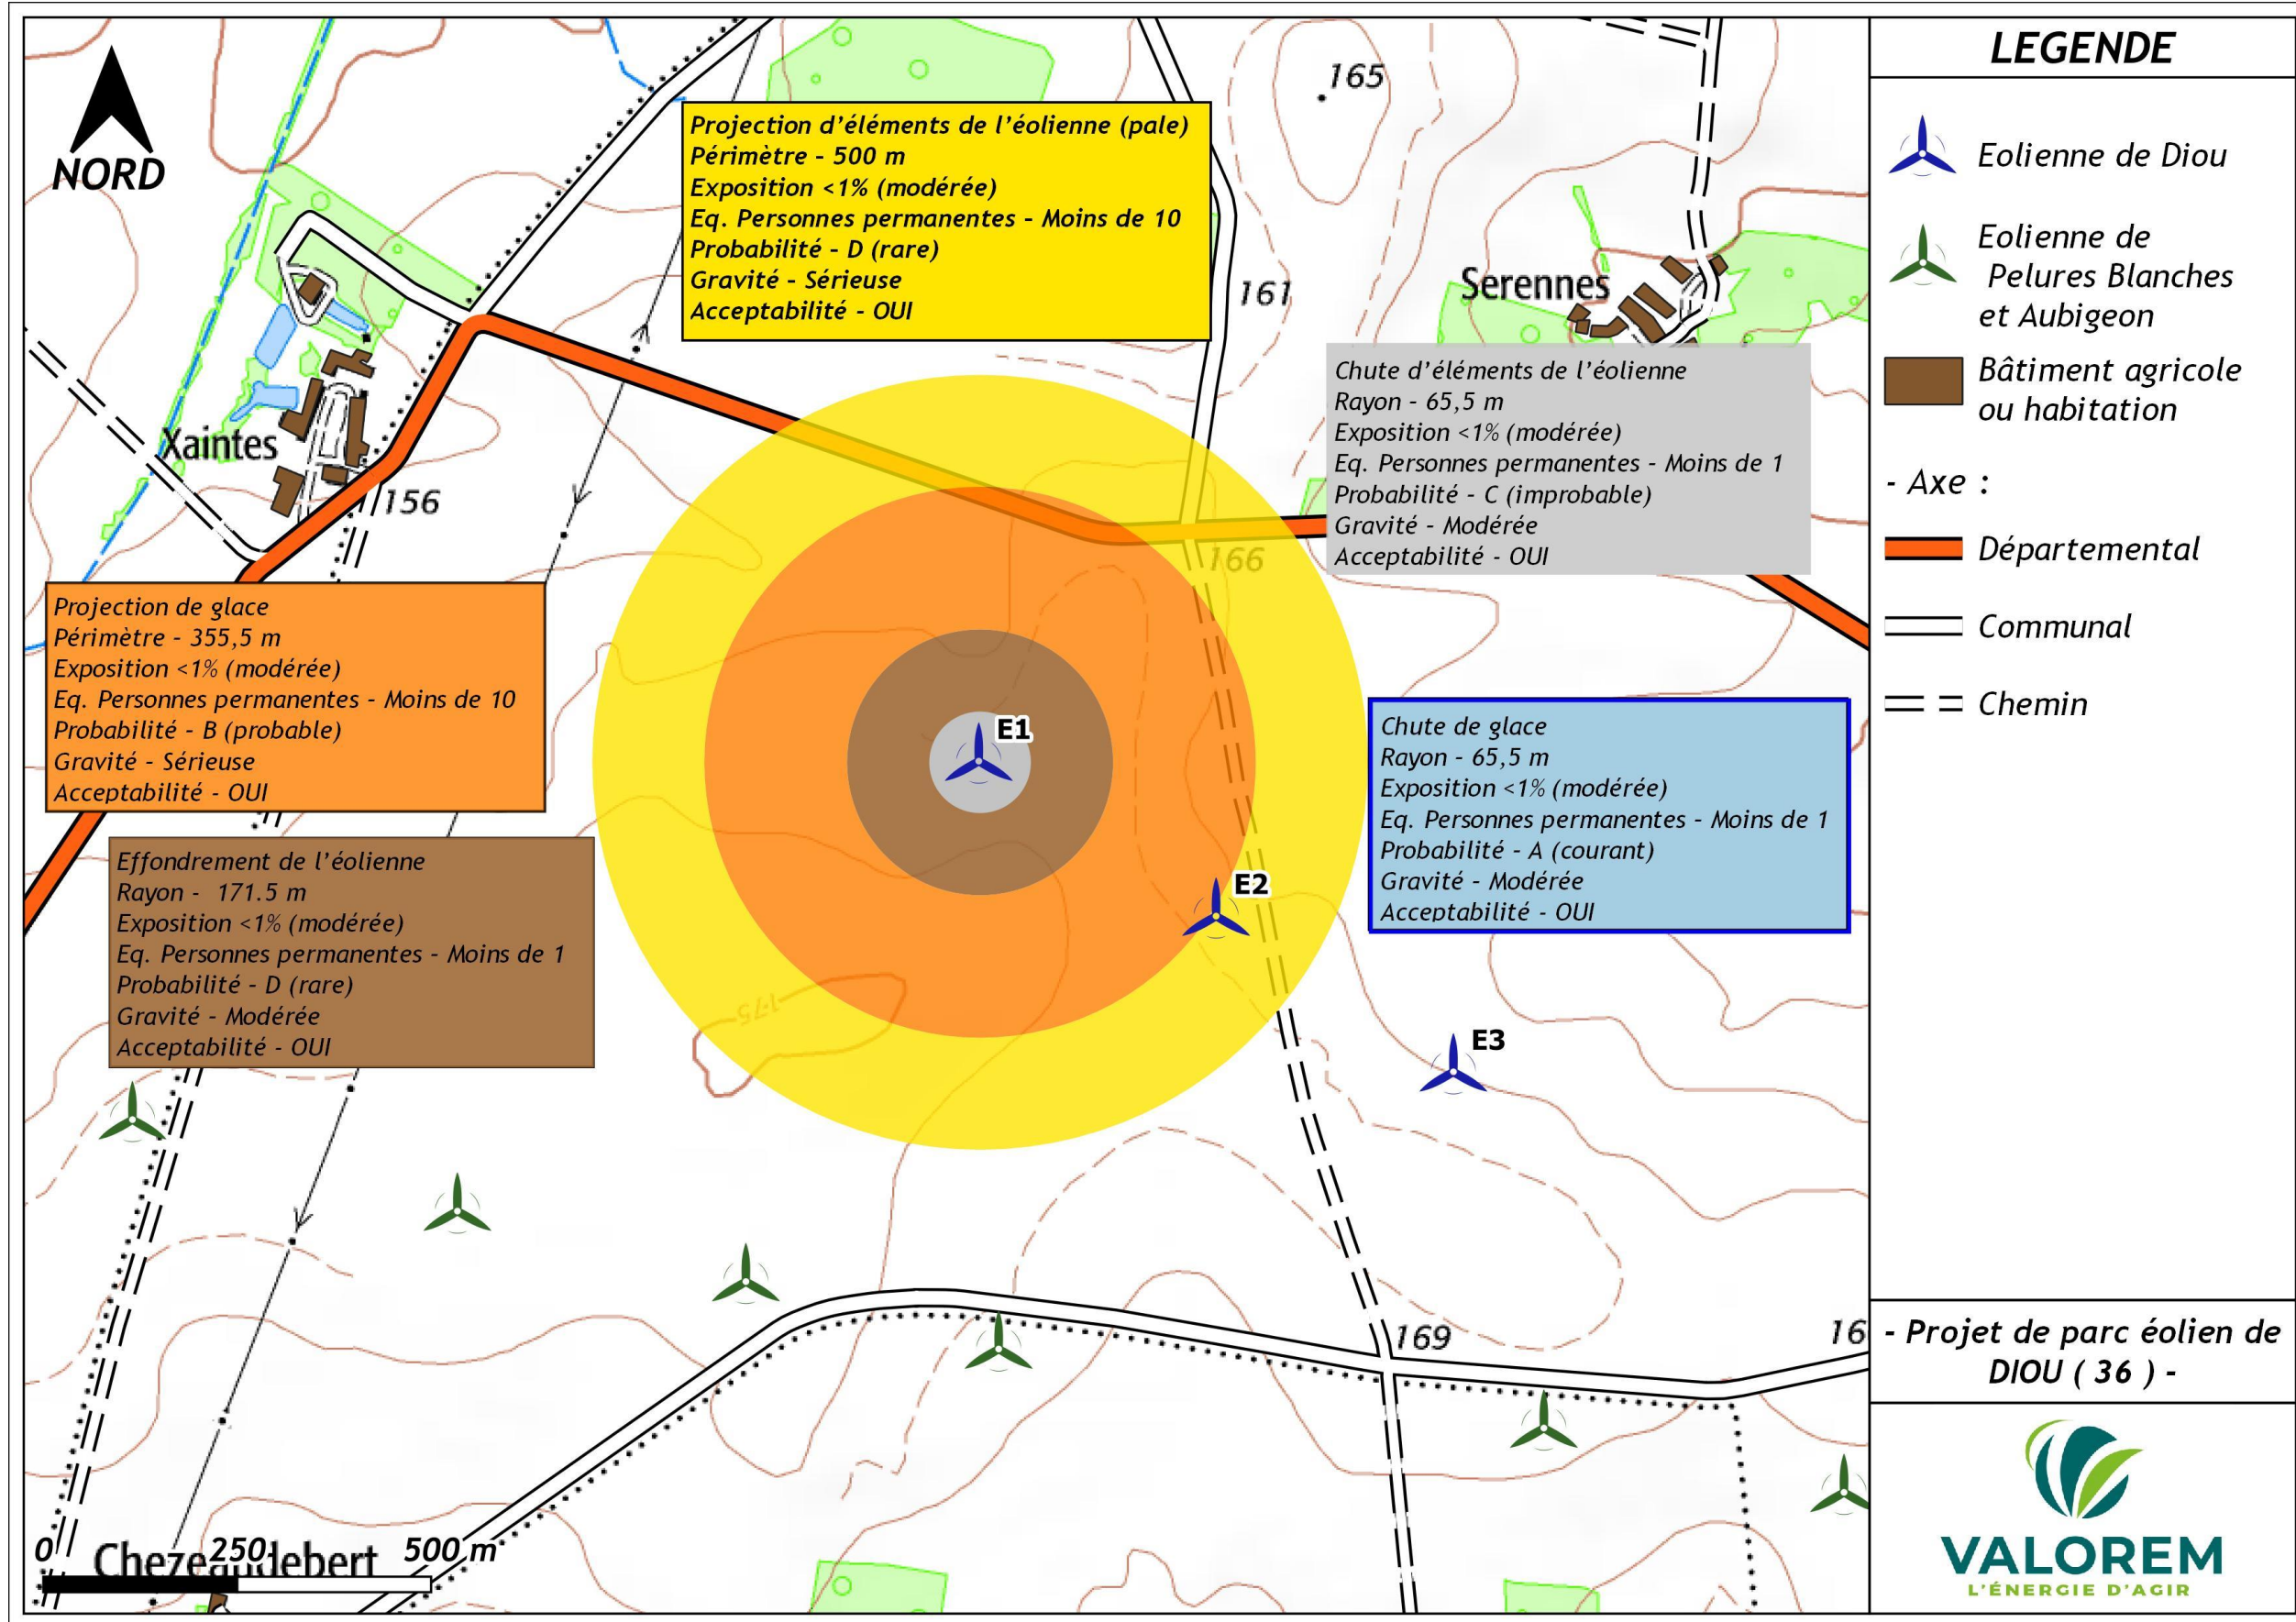 NORD
165
Projection d'éléments de l'éolienne (pale)
Périmètre - 500 m
Exposition <1% (modérée)
Eq. Personnes permanentes - Moins de 10
Probabilité - D (rare)
Gravité - Sérieuse
Acceptabilité - OUI
161
Serennes
Chute d'éléments de l'éolienne
Rayon - 65,5 m
Exposition <1% (modérée)
Eq. Personnes permanentes - Moins de 1
Probabilité - C (improbable)
Gravité - Modérée
Acceptabilité - OUI
Xaintes
156
166
Projection de glace
Périmètre - 355,5 m
Exposition <1% (modérée)
Eq. Personnes permanentes - Moins de 10
Probabilité - B (probable)
Gravité - Sérieuse
Acceptabilité - OUI
E1
Chute de glace
Rayon - 65,5 m
Exposition <1% (modérée)
Eq. Personnes permanentes - Moins de 1
Probabilité - A (courant)
Gravité - Modérée
Acceptabilité - OUI
Effondrement de l'éolienne
Rayon - 171.5 m
Exposition <1% (modérée)
Eq. Personnes permanentes - Moins de 1
Probabilité - D (rare)
Gravité - Modérée
Acceptabilité - OUI
E2
175
E3
169
16
0
250
500 m
LEGENDE
Eolienne de Diou
Eolienne de
Pelures Blanches
et Aubigeon
Bâtiment agricole
ou habitation
- Axe :
Départemental
Communal
Chemin
- Projet de parc éolien de
DIOU ( 36 ) -
VALOREM
L'ÉNERGIE D'AGIR